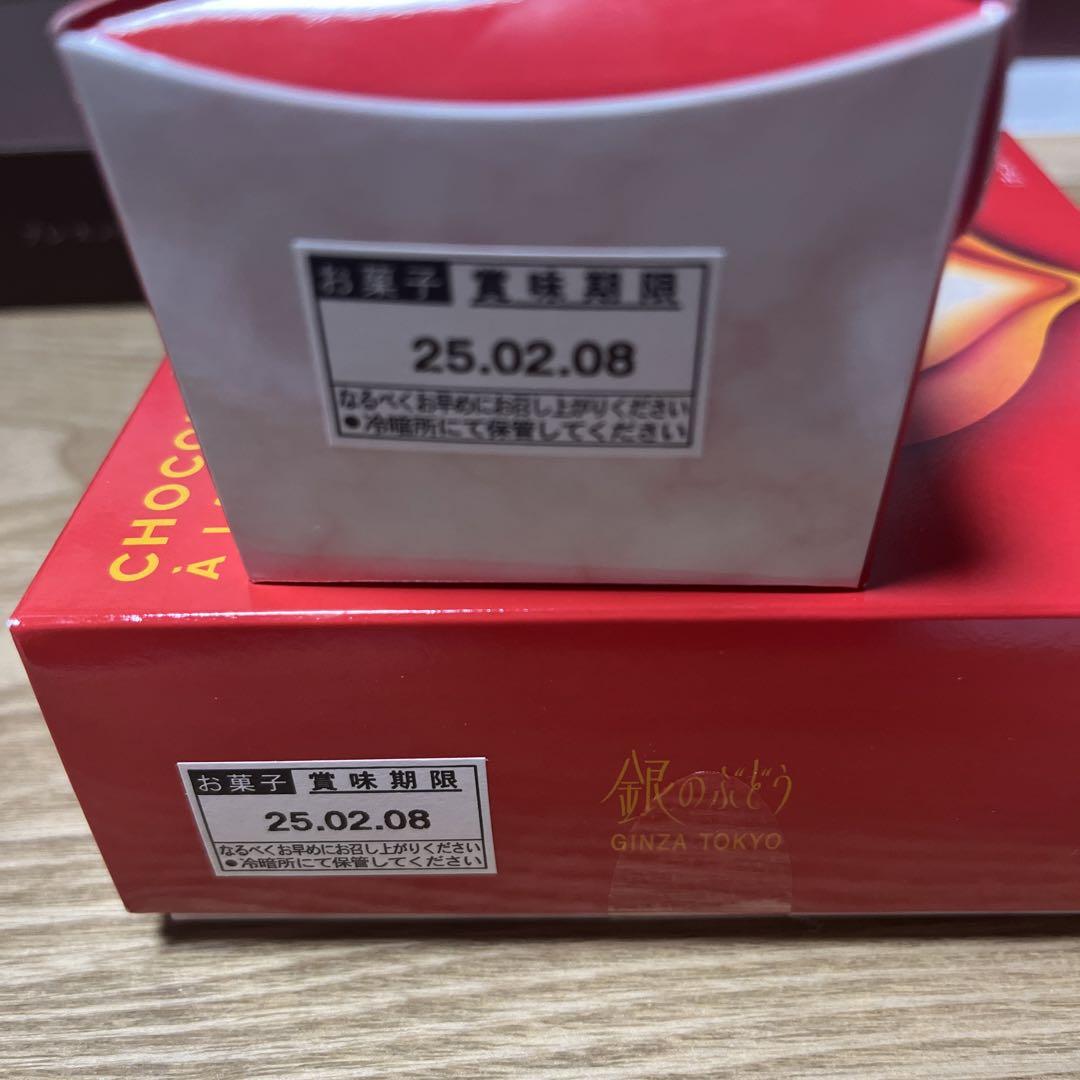 お菓子 賞味期限
25.02.08
なるべくお早めにお召し上がりください
●冷暗所にて保管してください
CHOCO
À L
お菓子 賞味期限
25.02.08
なるべくお早めにお召し上がりください
●冷暗所にて保管してください
銀のぶどう
GINZA TOKYO